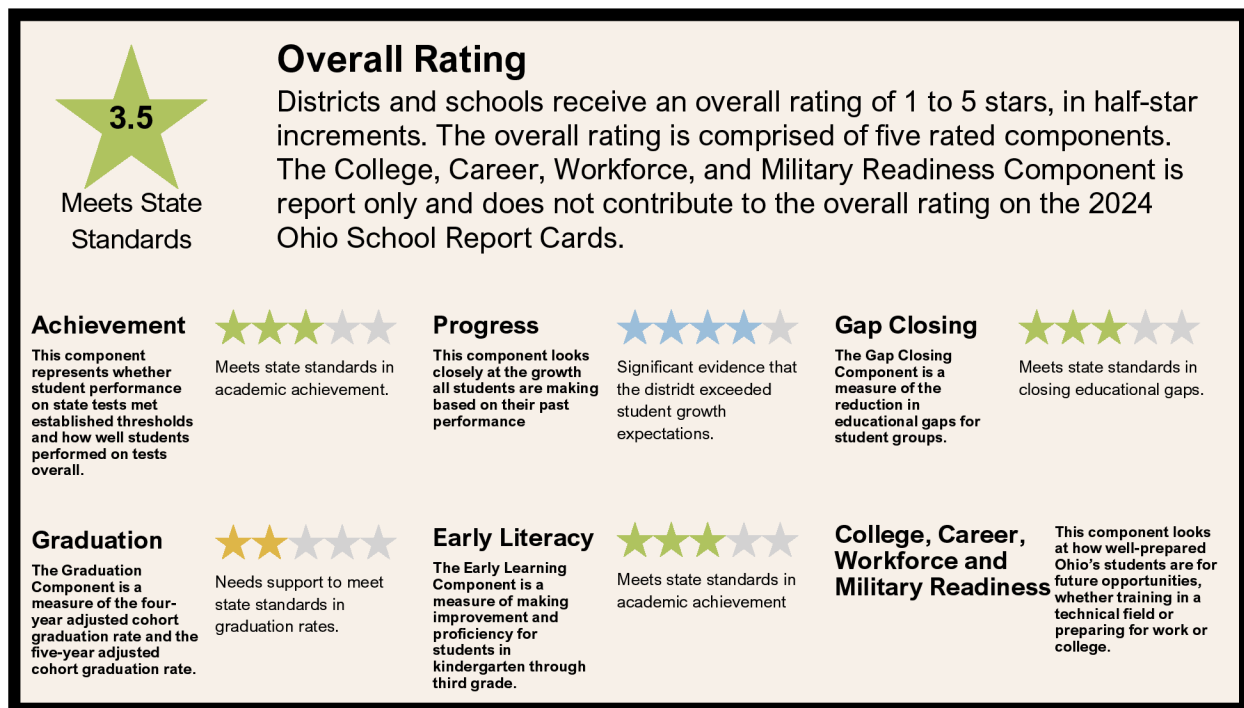 3.5
Meets State
Standards
Overall Rating
Districts and schools receive an overall rating of 1 to 5 stars, in half-star
increments. The overall rating is comprised of five rated components.
The College, Career, Workforce, and Military Readiness Component is
report only and does not contribute to the overall rating on the 2024
Ohio School Report Cards.
Achievement
This component
represents whether
student performance
on state tests met
established thresholds
and how well students
performed on tests
overall.
Meets state standards in
academic achievement.
Progress
This component looks
closely at the growth
all students are making
based on their past
performance
Significant evidence that
the distridt exceeded
student growth
expectations.
Gap Closing
The Gap Closing
Component is a
measure of the
reduction in
educational gaps for
student groups.
Meets state standards in
closing educational gaps.
Graduation
The Graduation
Component is a
measure of the four-
year adjusted cohort
graduation rate and the
five-year adjusted
cohort graduation rate.
Needs support to meet
state standards in
graduation rates.
Early Literacy
The Early Learning
Component is a
measure of making
improvement and
proficiency for
students in
kindergarten through
third grade.
Meets state standards in
academic achievement
College, Career,
Workforce and
Military Readiness
This component looks
at how well-prepared
Ohio’s students are for
future opportunities,
whether training in a
technical field or
preparing for work or
college.